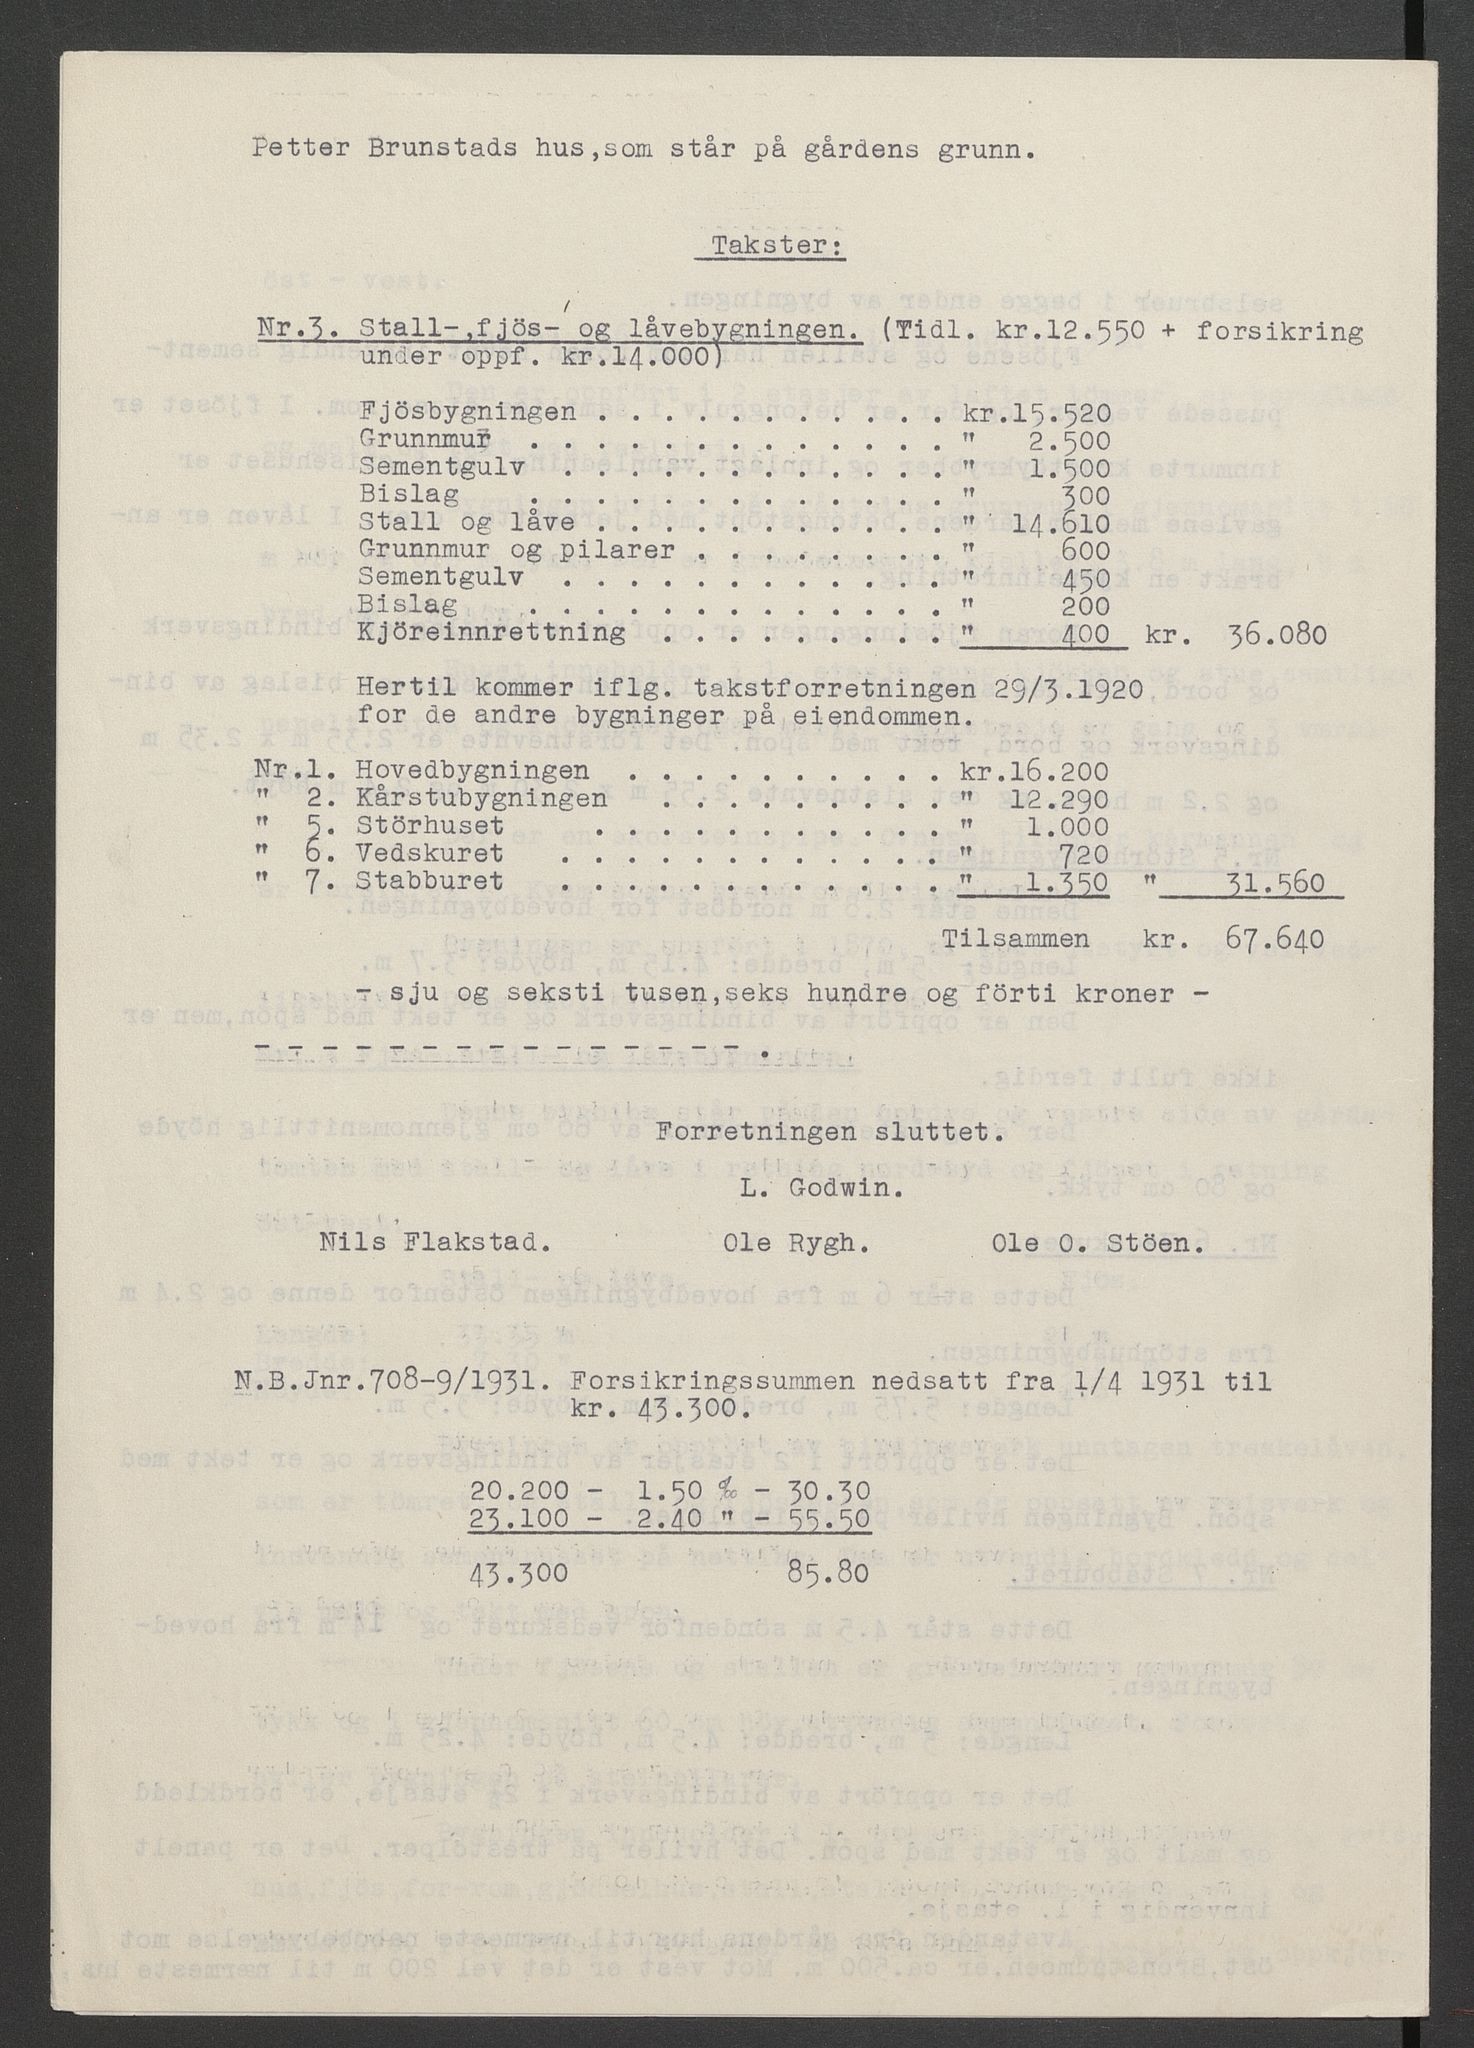 Petter Brunstads hus,som står på gårdens grunn.
Takster:
Nr.3. Stall-,fjös- og låvebygningen. (Tidl. kr.12.550 + forsikring
under oppf. kr.14.000)
Fjösbygningen . . . . . . . . . . . kr.15.520
Grunnmur . . . . . . . . . . . . . " 2.500
Sementgulv . . . . . . . . . . . . " 1.500
Bislag . . . . . . . . . . . . . " 300
Stall og låve . . . . . . . . . . . " 14.610
Grunnmur og pilarer . . . . . . . . " 600
Sementgulv . . . . . . . . . . . . " 450
Bislag . . . . . . . . . . . . . " 200
Kjöreinnrettning . . . . . . . . . " 400 kr. 36.080
Hertil kommer iflg. takstforretningen 29/3.1920
for de andre bygninger på eiendommen.
Nr.1. Hovedbygningen . . . . . . . . . . kr.16.200
" 2. Kårstubygningen . . . . . . . . . " 12.290
" 5. Störhuset . . . . . . . . . . . " 1.000
" 6. Vedskuret . . . . . . . . . . . . " 720
" 7. Stabburet . . . . . . . . . . . . " 1.350 " 31.560
Tilsammen kr. 67.640
- sju og seksti tusen,seks hundre og förti kroner -
- - - - - - - - - - - - - - - - - - .
Forretningen sluttet.
L. Godwin.
Nils Flakstad. Ole Rygh. Ole O. Stöen.
N.B.Jnr.708-9/1931. Forsikringssummen nedsatt fra 1/4 1931 til
kr. 43.300.
20.200 - 1.50 ‰ - 30.30
23.100 - 2.40 " - 55.50
43.300 85.80